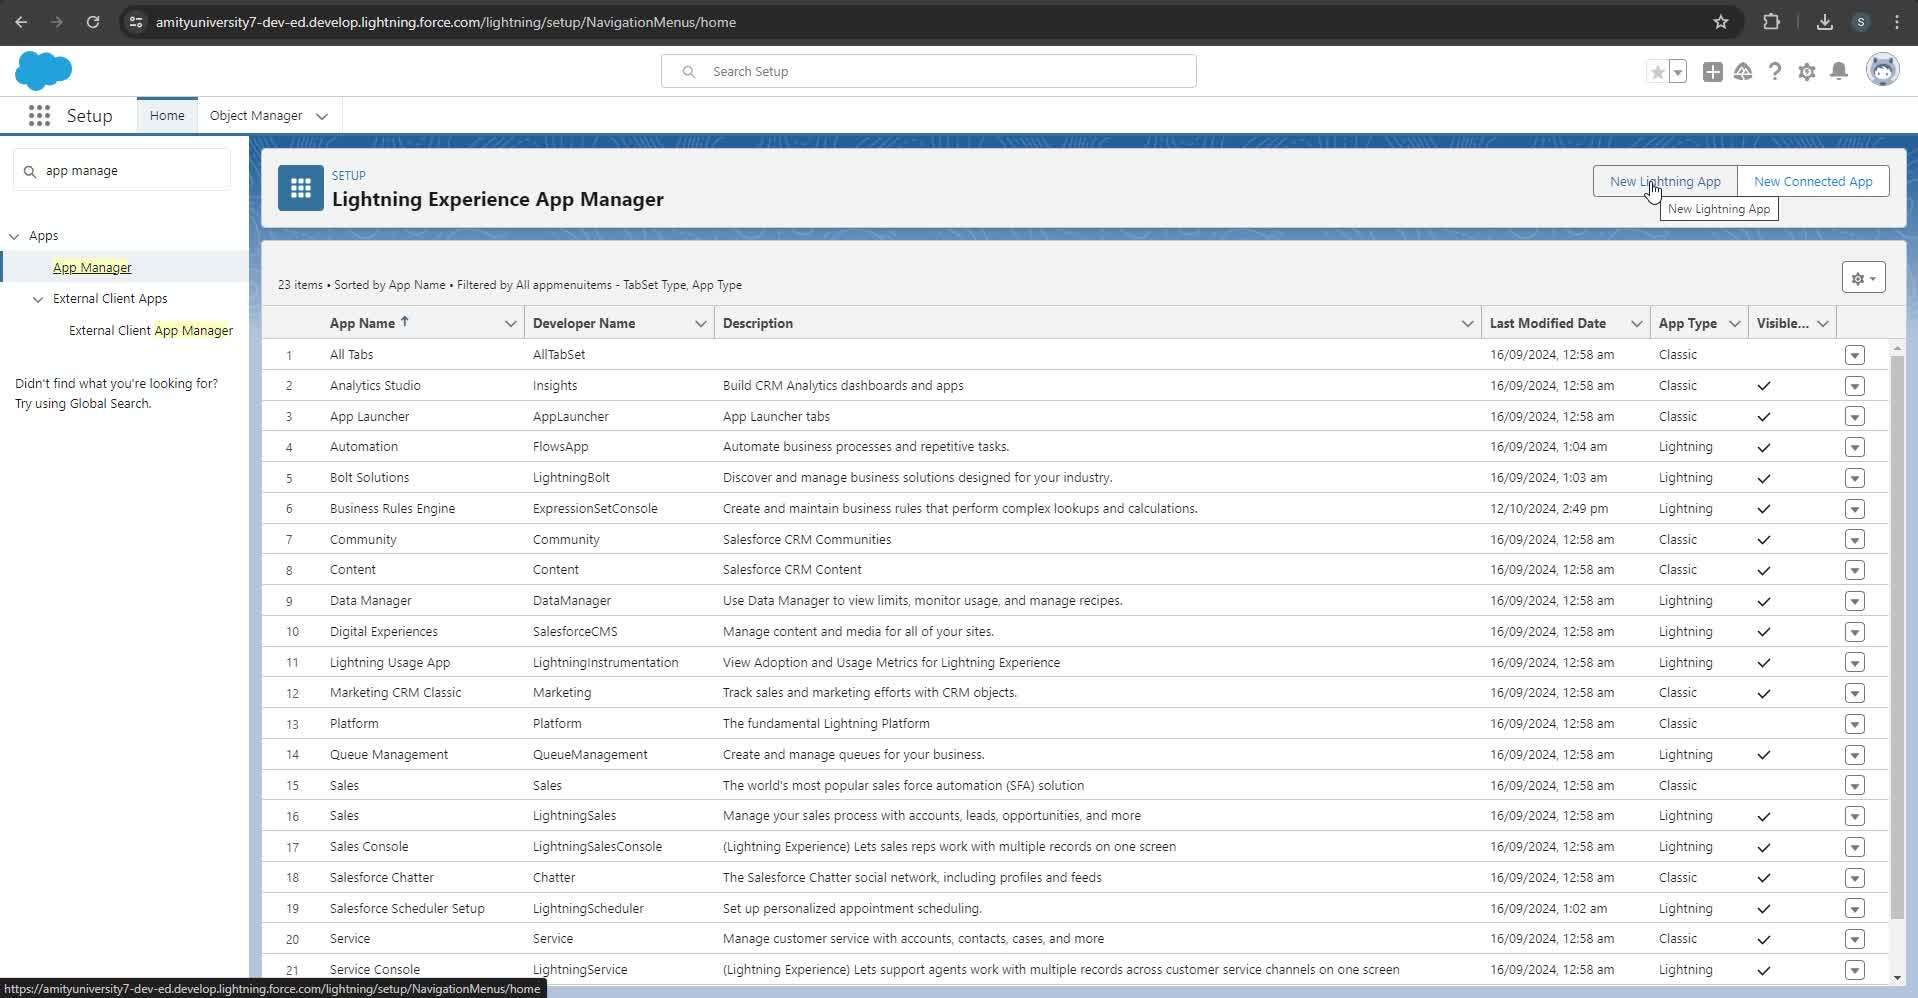 amityuniversity7-dev-ed.develop.lightning.force.com/lightning/setup/NavigationMenus/home
S
Search Setup
Setup
Home
Object Manager
app manage
Apps
App Manager
External Client Apps
External Client App Manager
Didn't find what you're looking for?
Try using Global Search.
SETUP
Lightning Experience App Manager
New Lightning App
New Connected App
New Lightning App
23 items • Sorted by App Name • Filtered by All appmenuitems - TabSet Type, App Type
App Name Developer Name Description Last Modified Date App Type Visible...
1 All Tabs AllTabSet 16/09/2024, 12:58 am Classic
2 Analytics Studio Insights Build CRM Analytics dashboards and apps 16/09/2024, 12:58 am Classic
3 App Launcher AppLauncher App Launcher tabs 16/09/2024, 12:58 am Classic
4 Automation FlowsApp Automate business processes and repetitive tasks. 16/09/2024, 1:04 am Lightning
5 Bolt Solutions LightningBolt Discover and manage business solutions designed for your industry. 16/09/2024, 1:03 am Lightning
6 Business Rules Engine ExpressionSetConsole Create and maintain business rules that perform complex lookups and calculations. 12/10/2024, 2:49 pm Lightning
7 Community Community Salesforce CRM Communities 16/09/2024, 12:58 am Classic
8 Content Content Salesforce CRM Content 16/09/2024, 12:58 am Classic
9 Data Manager DataManager Use Data Manager to view limits, monitor usage, and manage recipes. 16/09/2024, 12:58 am Lightning
10 Digital Experiences SalesforceCMS Manage content and media for all of your sites. 16/09/2024, 12:58 am Lightning
11 Lightning Usage App LightningInstrumentation View Adoption and Usage Metrics for Lightning Experience 16/09/2024, 12:58 am Lightning
12 Marketing CRM Classic Marketing Track sales and marketing efforts with CRM objects. 16/09/2024, 12:58 am Classic
13 Platform Platform The fundamental Lightning Platform 16/09/2024, 12:58 am Classic
14 Queue Management QueueManagement Create and manage queues for your business. 16/09/2024, 12:58 am Lightning
15 Sales Sales The world's most popular sales force automation (SFA) solution 16/09/2024, 12:58 am Classic
16 Sales LightningSales Manage your sales process with accounts, leads, opportunities, and more 16/09/2024, 12:58 am Lightning
17 Sales Console LightningSalesConsole (Lightning Experience) Lets sales reps work with multiple records on one screen 16/09/2024, 12:58 am Lightning
18 Salesforce Chatter Chatter The Salesforce Chatter social network, including profiles and feeds 16/09/2024, 12:58 am Classic
19 Salesforce Scheduler Setup LightningScheduler Set up personalized appointment scheduling. 16/09/2024, 1:02 am Lightning
20 Service Service Manage customer service with accounts, contacts, cases, and more 16/09/2024, 12:58 am Classic
21 Service Console LightningService (Lightning Experience) Lets support agents work with multiple records across customer service channels on one screen 16/09/2024, 12:58 am Lightning
https://amityuniversity7-dev-ed.develop.lightning.force.com/lightning/setup/NavigationMenus/home